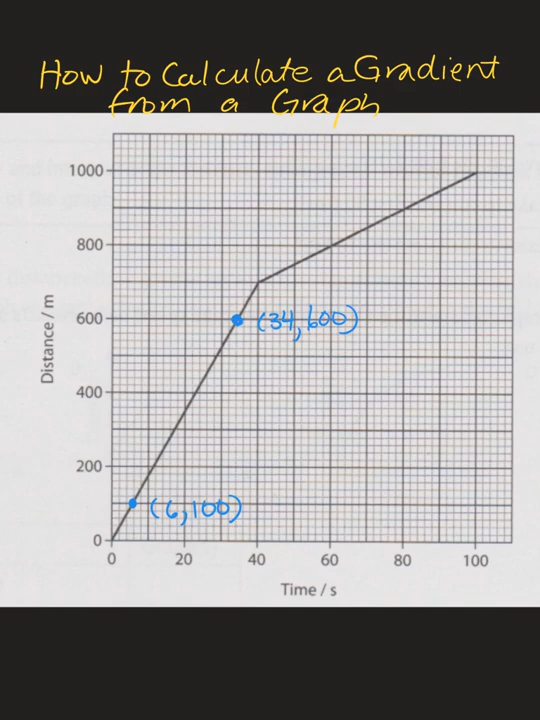 How to Calculate a Gradient
from a Graph
1000
800
600
400
200
0
Distance / m
(34,600)
(6,100)
0 20 40 60 80 100
Time / s